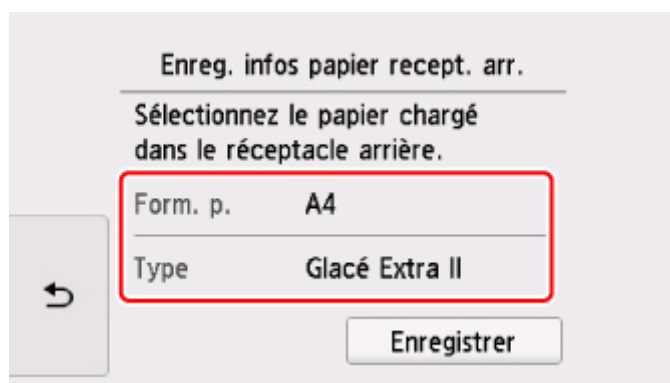 Enreg. infos papier recept. arr.
Sélectionnez le papier chargé
dans le réceptacle arrière.
Form. p. A4
Type Glacé Extra II
Enregistrer